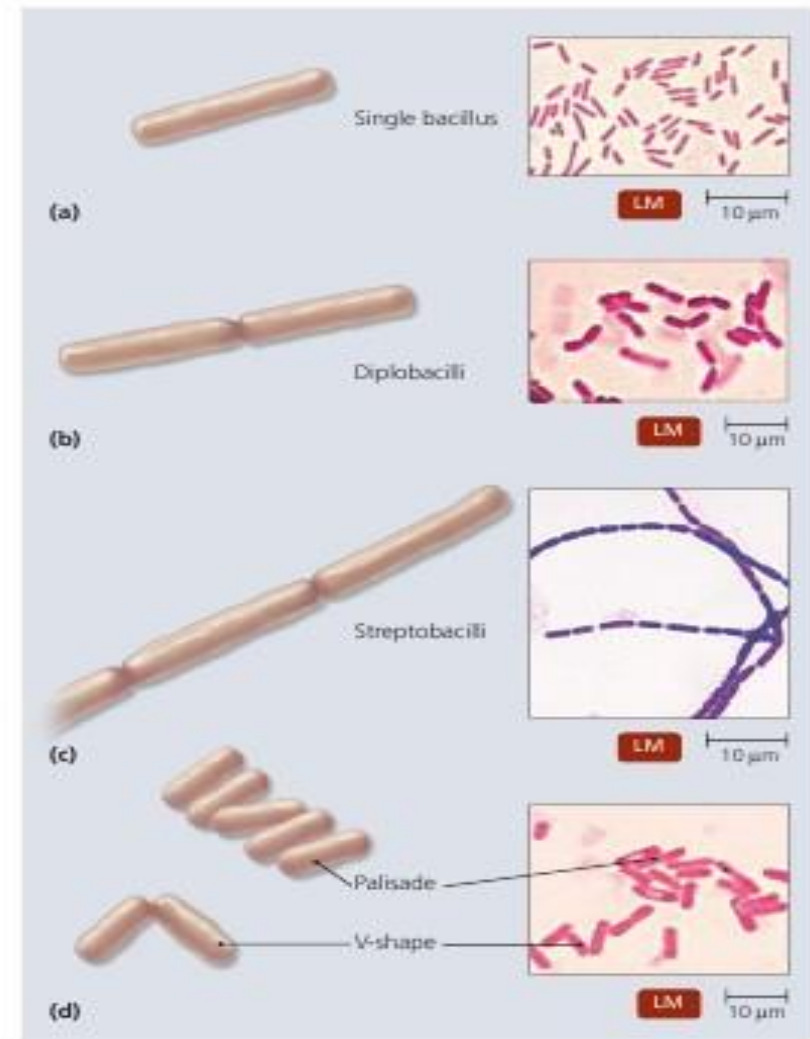 Single bacillus
LM
10 µm
(a)
Diplobacilli
LM
10 µm
(b)
Streptobacilli
LM
10 µm
(c)
Palisade
V-shape
LM
10 µm
(d)